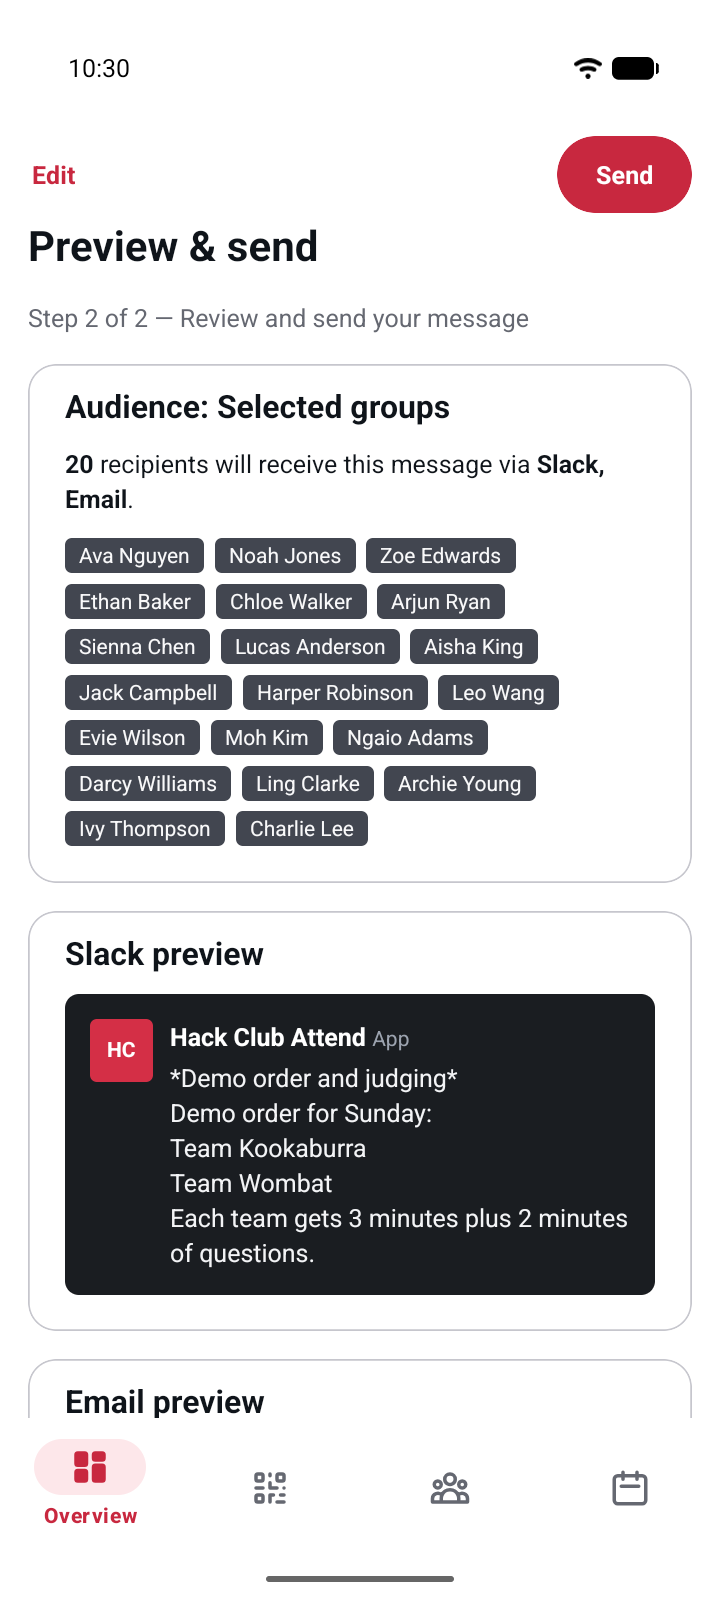 10:30
Edit
Send
Preview & send
Step 2 of 2 — Review and send your message
Audience: Selected groups
20 recipients will receive this message via Slack,
Email.
Ava Nguyen Noah Jones Zoe Edwards
Ethan Baker Chloe Walker Arjun Ryan
Sienna Chen Lucas Anderson Aisha King
Jack Campbell Harper Robinson Leo Wang
Evie Wilson Moh Kim Ngaio Adams
Darcy Williams Ling Clarke Archie Young
Ivy Thompson Charlie Lee
Slack preview
HC
Hack Club Attend App
*Demo order and judging*
Demo order for Sunday:
Team Kookaburra
Team Wombat
Each team gets 3 minutes plus 2 minutes
of questions.
Email preview
Overview